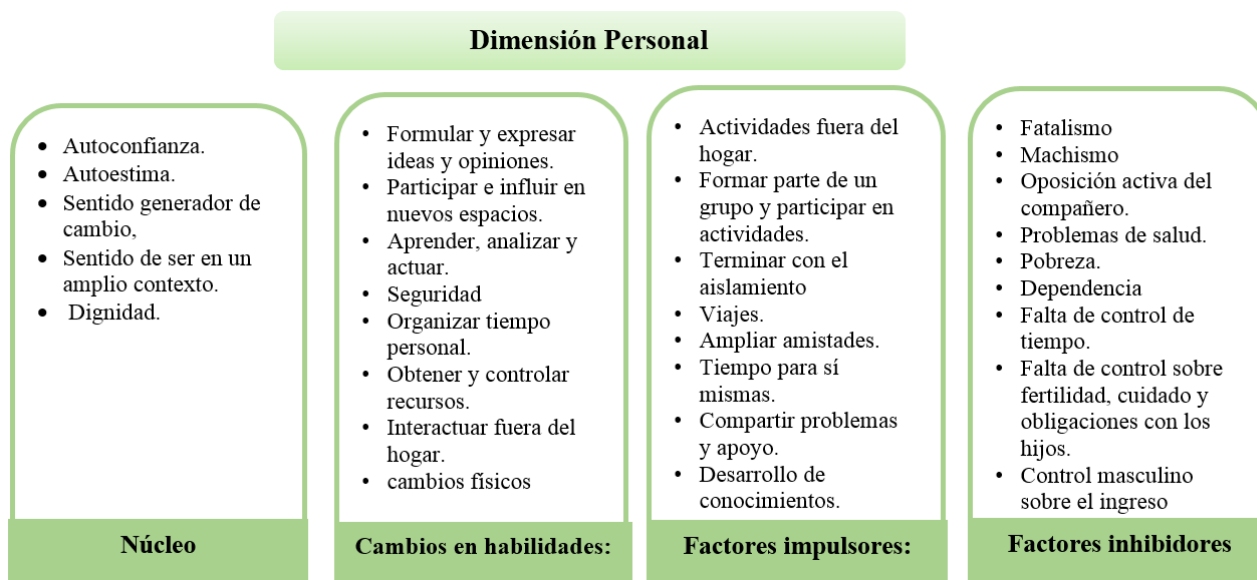 Dimensión Personal
• Autoconfianza.
• Autoestima.
• Sentido generador de
cambio,
• Sentido de ser en un
amplio contexto.
• Dignidad.
Núcleo
• Formular y expresar
ideas y opiniones.
• Participar e influir en
nuevos espacios.
• Aprender, analizar y
actuar.
• Seguridad
• Organizar tiempo
personal.
• Obtener y controlar
recursos.
• Interactuar fuera del
hogar.
• cambios físicos
Cambios en habilidades:
• Actividades fuera del
hogar.
• Formar parte de un
grupo y participar en
actividades.
• Terminar con el
aislamiento
• Viajes.
• Ampliar amistades.
• Tiempo para sí
mismas.
• Compartir problemas
y apoyo.
• Desarrollo de
conocimientos.
Factores impulsores:
• Fatalismo
• Machismo
• Oposición activa del
compañero.
• Problemas de salud.
• Pobreza.
• Dependencia
• Falta de control de
tiempo.
• Falta de control sobre
fertilidad, cuidado y
obligaciones con los
hijos.
• Control masculino
sobre el ingreso
Factores inhibidores